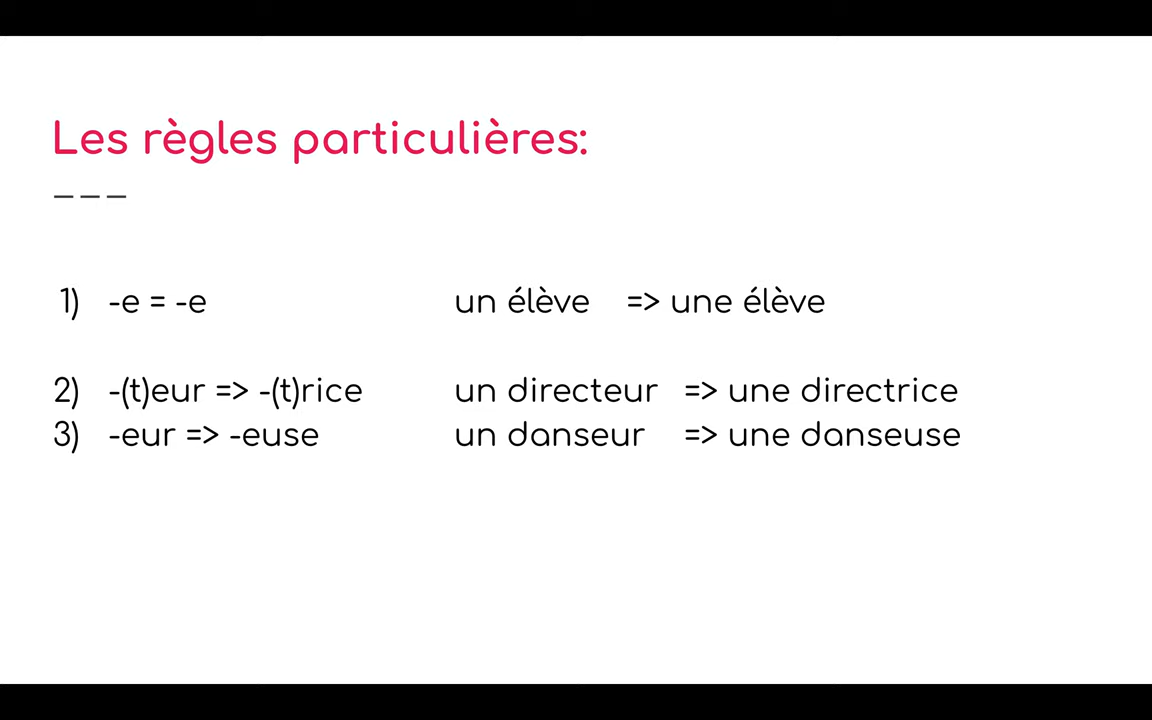 Les règles particulières:
– – –
1) -e = -e un élève => une élève
2) -(t)eur => -(t)rice un directeur => une directrice
3) -eur => -euse un danseur => une danseuse